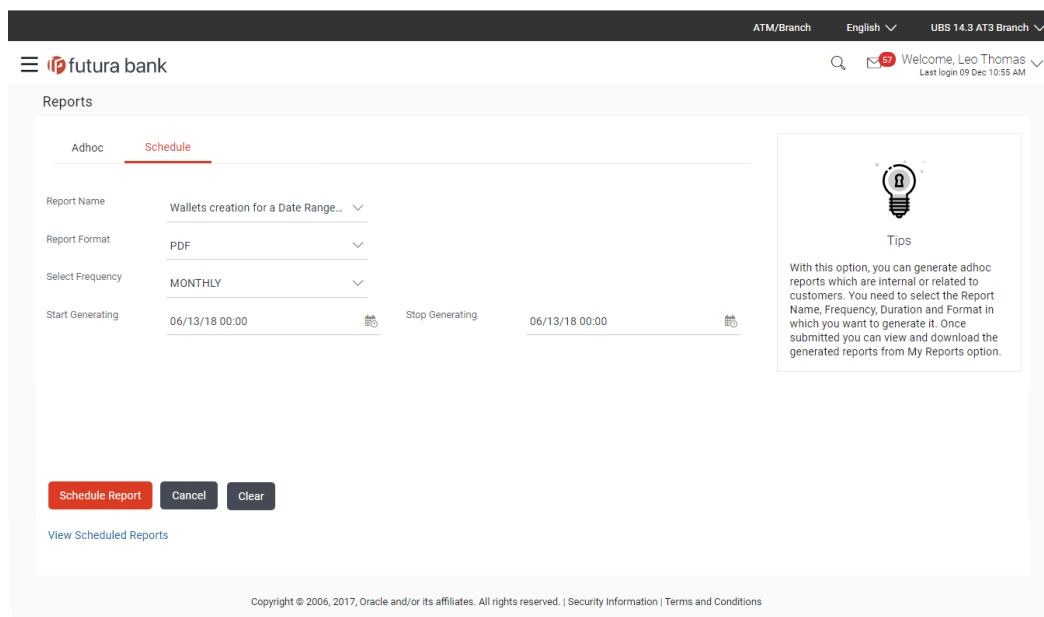 ATM/Branch English UBS 14.3 AT3 Branch
futura bank 57 Welcome, Leo Thomas
Last login 09 Dec 10:55 AM
Reports
Adhoc Schedule
Report Name Wallets creation for a Date Range...
Report Format PDF
Select Frequency MONTHLY
Start Generating 06/13/18 00:00 Stop Generating 06/13/18 00:00
Tips
With this option, you can generate adhoc
reports which are internal or related to
customers. You need to select the Report
Name, Frequency, Duration and Format in
which you want to generate it. Once
submitted you can view and download the
generated reports from My Reports option.
Schedule Report Cancel Clear
View Scheduled Reports
Copyright © 2006, 2017, Oracle and/or its affiliates. All rights reserved. | Security Information | Terms and Conditions